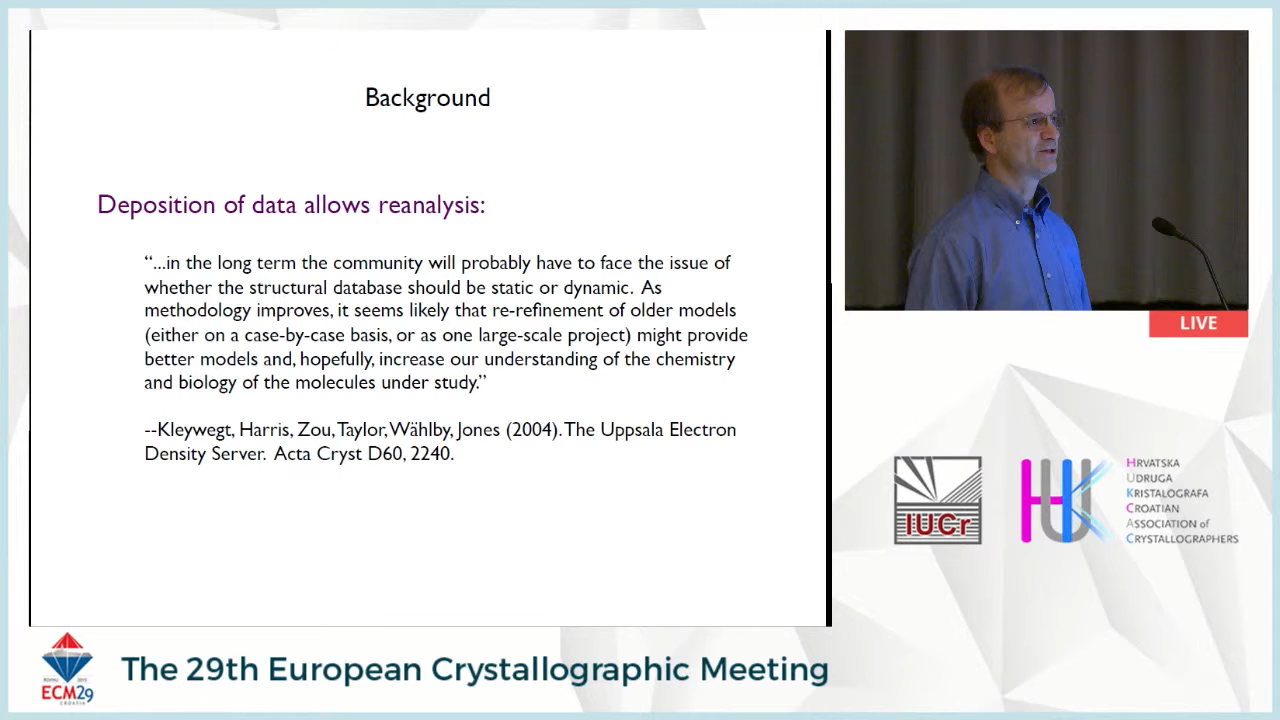 Background
Deposition of data allows reanalysis:
“...in the long term the community will probably have to face the issue of
whether the structural database should be static or dynamic. As
methodology improves, it seems likely that re-refinement of older models
(either on a case-by-case basis, or as one large-scale project) might provide
better models and, hopefully, increase our understanding of the chemistry
and biology of the molecules under study.”
--Kleywegt, Harris, Zou, Taylor, Wählby, Jones (2004). The Uppsala Electron
Density Server. Acta Cryst D60, 2240.
LIVE
IUCr
HUK
HRVATSKA
UDRUGA
KRISTALOGRAFA
CROATIAN
ASSOCIATION of
CRYSTALLOGRAPHERS
ECM29
CROATIA
The 29th European Crystallographic Meeting